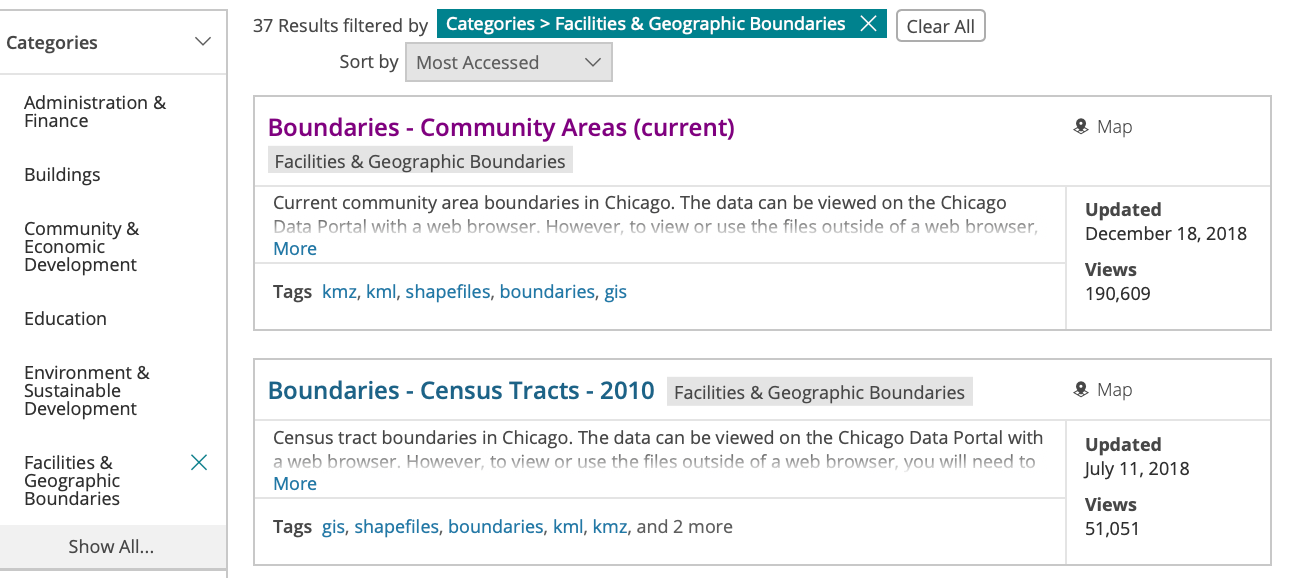 Categories
Administration &
Finance
Buildings
Community &
Economic
Development
Education
Environment &
Sustainable
Development
Facilities &
Geographic
Boundaries
Show All...
37 Results filtered by Categories > Facilities & Geographic Boundaries Clear All
Sort by Most Accessed
Boundaries - Community Areas (current)
Map
Facilities & Geographic Boundaries
Current community area boundaries in Chicago. The data can be viewed on the Chicago
Data Portal with a web browser. However, to view or use the files outside of a web browser,
More
Tags kmz, kml, shapefiles, boundaries, gis
Updated
December 18, 2018
Views
190,609
Boundaries - Census Tracts - 2010 Facilities & Geographic Boundaries
Map
Census tract boundaries in Chicago. The data can be viewed on the Chicago Data Portal with
a web browser. However, to view or use the files outside of a web browser, you will need to
More
Tags gis, shapefiles, boundaries, kml, kmz, and 2 more
Updated
July 11, 2018
Views
51,051